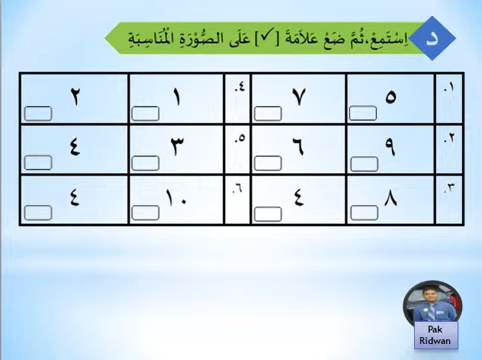 د اِسْتَمِعْ، ثُمَّ ضَعْ عَلَامَةَ [✓] عَلَى الصُّوْرَةِ الْمُنَاسِبَةِ
.١ ٥ ٧ .٤ ١ ٢
.٢ ٩ ٦ .٥ ٣ ٤
.٣ ٨ ٤ .٦ ١٠ ٤
Pak
Ridwan